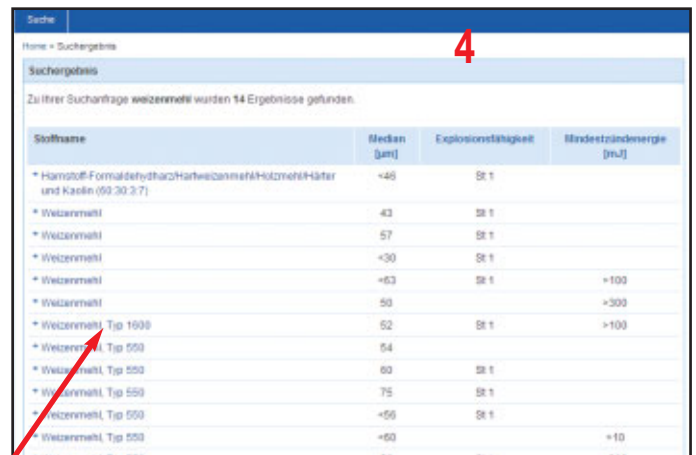 Suche
4
Home » Suchergebnis
Suchergebnis
Zu Ihrer Suchanfrage weizenmehl wurden 14 Ergebnisse gefunden.
Stoffname Median [µm] Explosionsfähigkeit Mindestzündenergie [mJ]
Harnstoff-Formaldehydharz/Hartweizenmehl/Holzmehl/Härter und Kaolin (60:30:3:7) <46 St 1
Weizenmehl 43 St 1
Weizenmehl 57 St 1
Weizenmehl <30 St 1
Weizenmehl <63 St 1 >100
Weizenmehl 50 >300
Weizenmehl, Typ 1600 52 St 1 >100
Weizenmehl, Typ 550 54
Weizenmehl, Typ 550 60 St 1
Weizenmehl, Typ 550 75 St 1
Weizenmehl, Typ 550 <56 St 1
Weizenmehl, Typ 550 <60